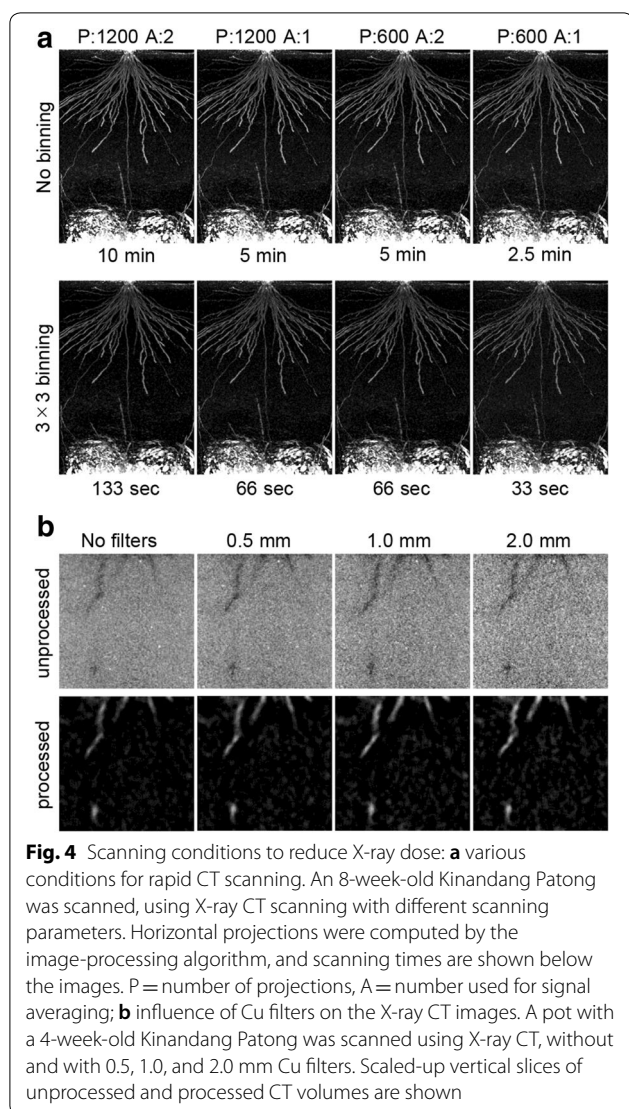 a
P:1200 A:2 P:1200 A:1 P:600 A:2 P:600 A:1
No binning
10 min 5 min 5 min 2.5 min
3 × 3 binning
133 sec 66 sec 66 sec 33 sec
b
No filters 0.5 mm 1.0 mm 2.0 mm
unprocessed
processed
Fig. 4 Scanning conditions to reduce X-ray dose: a various
conditions for rapid CT scanning. An 8-week-old Kinandang Patong
was scanned, using X-ray CT scanning with different scanning
parameters. Horizontal projections were computed by the
image-processing algorithm, and scanning times are shown below
the images. P = number of projections, A = number used for signal
averaging; b influence of Cu filters on the X-ray CT images. A pot with
a 4-week-old Kinandang Patong was scanned using X-ray CT, without
and with 0.5, 1.0, and 2.0 mm Cu filters. Scaled-up vertical slices of
unprocessed and processed CT volumes are shown